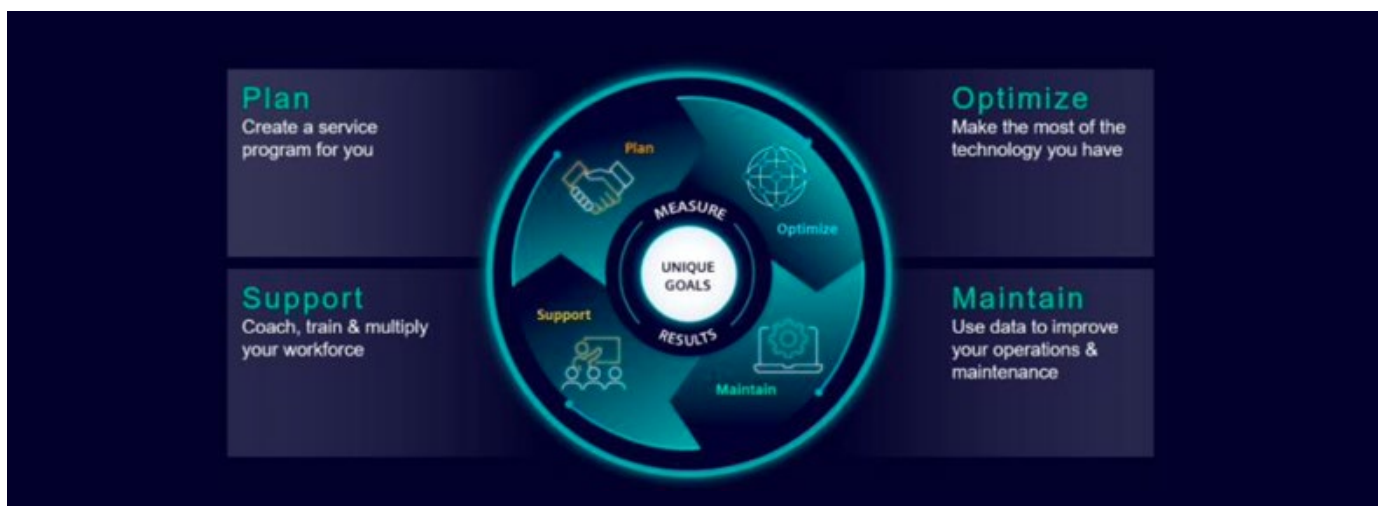 Plan
Create a service
program for you
Support
Coach, train & multiply
your workforce
Plan
Optimize
Support
Maintain
MEASURE
UNIQUE
GOALS
RESULTS
Optimize
Make the most of the
technology you have
Maintain
Use data to improve
your operations &
maintenance